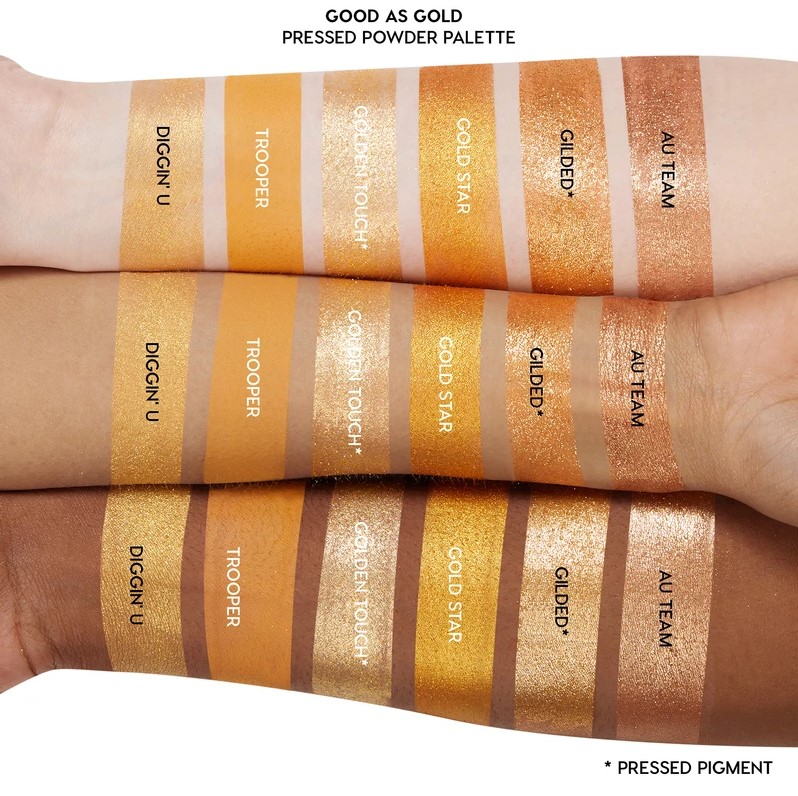 GOOD AS GOLD
PRESSED POWDER PALETTE
DIGGIN' U
TROOPER
GOLDEN TOUCH*
GOLD STAR
GILDED*
AU TEAM
DIGGIN' U
TROOPER
GOLDEN TOUCH*
GOLD STAR
GILDED*
AU TEAM
DIGGIN' U
TROOPER
GOLDEN TOUCH*
GOLD STAR
GILDED*
AU TEAM
* PRESSED PIGMENT